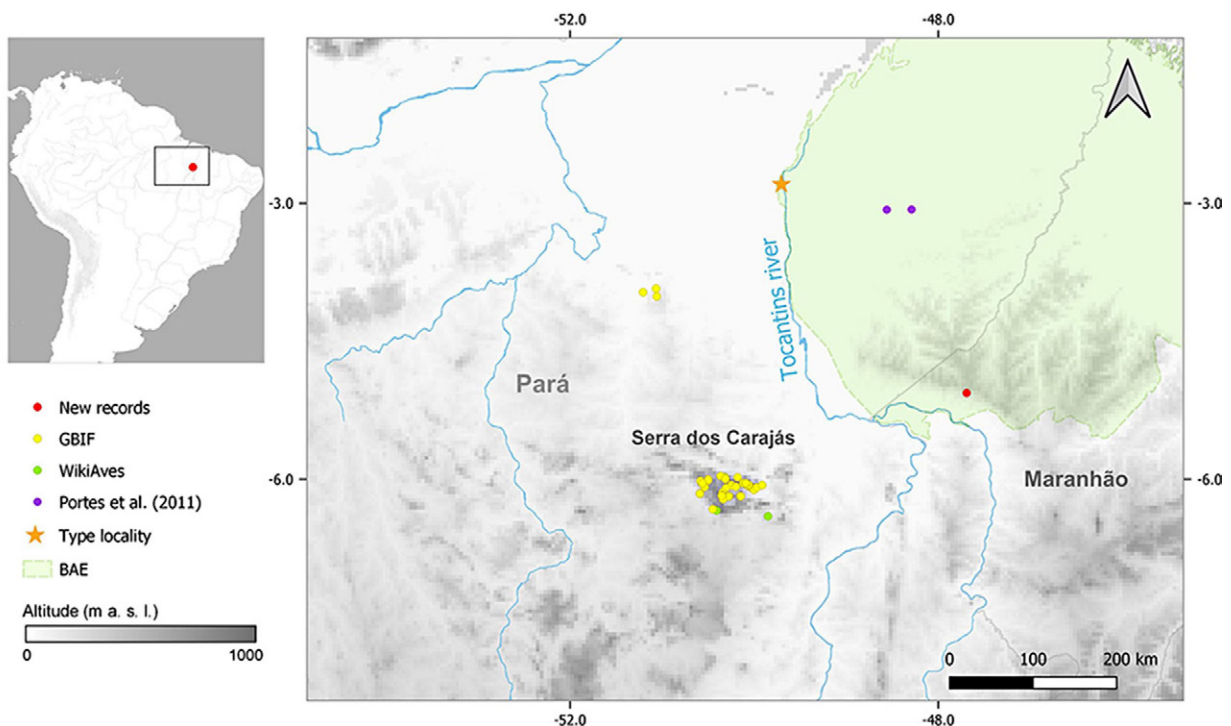 -52.0
-48.0
-3.0
-3.0
Tocantins river
Pará
Serra dos Carajás
-6.0
-6.0
Maranhão
New records
GBIF
WikiAves
Portes et al. (2011)
Type locality
BAE
Altitude (m a. s. l.)
0
1000
0
100
200 km
-52.0
-48.0